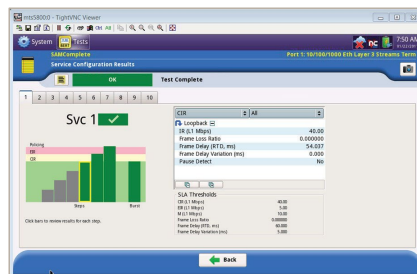 mts58000 - TightVNC Viewer
Ctrl Alt
System
Tests
7:50 AM
SAMComplete
Port 1: 10/100/1000 Eth Layer 3 Streams Term
Service Configuration Results
OK
Test Complete
1 2 3 4 5 6 7 8 9 10
Svc 1
Policing
EIR
CIR
Steps
Burst
Click bars to review results for each step.
CIR
All
Loopback
IR (L1 Mbps) 40.00
Frame Loss Ratio 0.000000
Frame Delay (RTD, ms) 54.037
Frame Delay Variation (ms) 0.000
Pause Detect No
SLA Thresholds
CIR (L1 Mbps) 40.00
EIR (L1 Mbps) 5.00
M (L1 Mbps) 10.00
Frame Loss Ratio
Frame Delay (RTD, ms) 60.000
Frame Delay Variation (ms) 5.000
Back